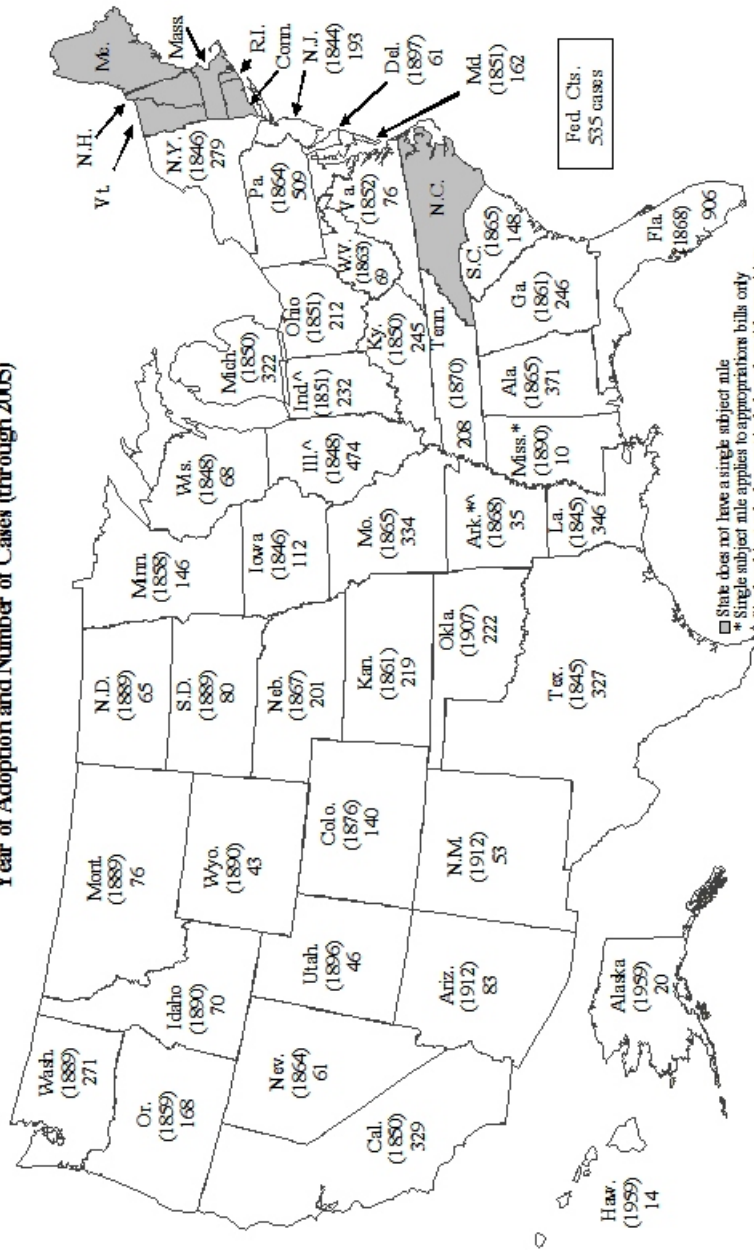 Year of Adoption and Number of Cases (through 2005)
Wash.
(1889)
271
Or.
(1859)
168
Cal.
(1850)
329
Nev.
(1864)
61
Idaho
(1890)
70
Mont.
(1889)
76
Wyo.
(1890)
43
Utah.
(1896)
46
Ariz.
(1912)
83
Colo.
(1876)
140
N.M.
(1912)
53
N.D.
(1889)
65
S.D.
(1889)
80
Neb.
(1867)
201
Kan.
(1861)
219
Okla.
(1907)
222
Tex.
(1845)
327
Minn.
(1858)
146
Iowa
(1846)
112
Mo.
(1865)
334
Ark.*^
(1868)
35
La.
(1845)
346
Wis.
(1848)
68
Ill.^
(1848)
474
Mich.
(1850)
322
Ind.^
(1851)
232
Ohio
(1851)
212
Ky.
(1850)
245
Tenn.
(1870)
208
Miss.*
(1890)
10
Ala.
(1865)
371
Ga.
(1861)
246
Fla.
(1868)
906
S.C.
(1865)
148
N.C.
Va.
(1852)
76
W.V.
(1863)
69
Pa.
(1864)
509
N.Y.
(1846)
279
Vt.
N.H.
Me.
Mass.
R.I.
Conn.
N.J.
(1844)
193
Del.
(1897)
61
Md.
(1851)
162
Fed. Cts.
535 cases
Alaska
(1959)
20
Haw.
(1959)
14
State does not have a single subject rule
* Single subject rule applies to appropriations bills only